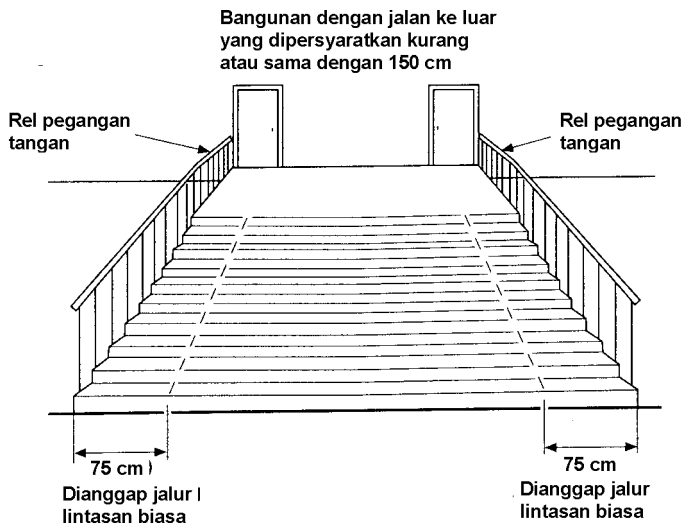 Bangunan dengan jalan ke luar
yang dipersyaratkan kurang
atau sama dengan 150 cm
Rel pegangan
tangan
Rel pegangan
tangan
75 cm
Dianggap jalur
lintasan biasa
75 cm
Dianggap jalur
lintasan biasa